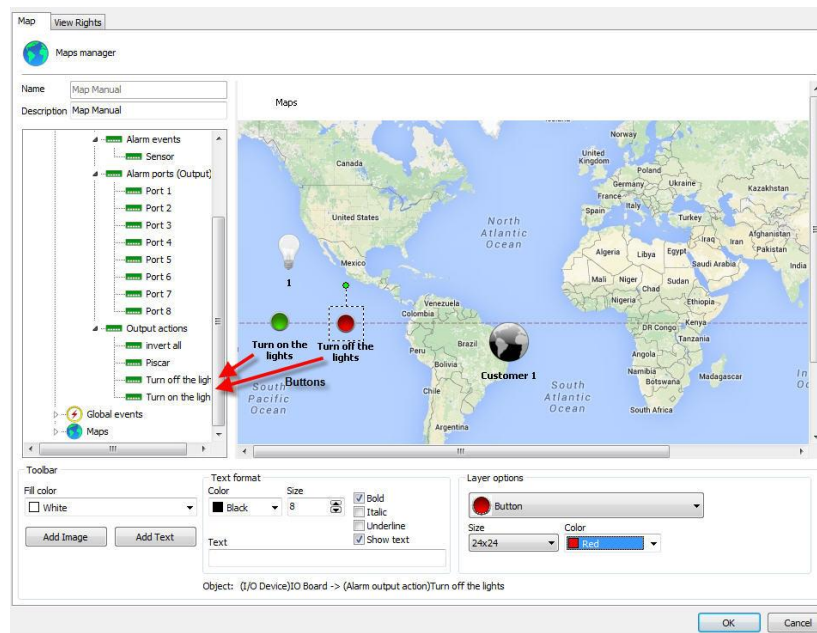 Map
View Rights
Maps manager
Name
Map Manual
Description
Map Manual
Alarm events
Sensor
Alarm ports (Output)
Port 1
Port 2
Port 3
Port 4
Port 5
Port 6
Port 7
Port 8
Output actions
invert all
Piscar
Turn off the ligh
Turn on the ligh
Global events
Maps
Maps
Norway
United
Kingdom
Poland
Germany
Ukraine
Kazakhstan
France
Italy
Spain
Turkey
Afghanistan
Iraq
Iran
Pakistan
Algeria
Libya
Egypt
Saudi Arabia
India
Mali
Niger
Sudan
Chad
Nigeria
Ethiopia
DR Congo
Kenya
Tanzania
Angola
Namibia
Botswana
Madagascar
South Africa
Canada
United States
North
Atlantic
Ocean
Mexico
1
Venezuela
Colombia
Peru
Brazil
Bolivia
Chile
Argentina
Turn on the
lights
Turn off the
lights
Buttons
Customer 1
South
Pacific
Ocean
South
Atlantic
Ocean
Toolbar
Fill color
White
Add Image
Add Text
Text format
Color
Size
Black
8
Bold
Italic
Underline
Show text
Text
Layer options
Button
Size
Color
24x24
Red
Object: (I/O Device)IO Board -> (Alarm output action)Turn off the lights
OK
Cancel